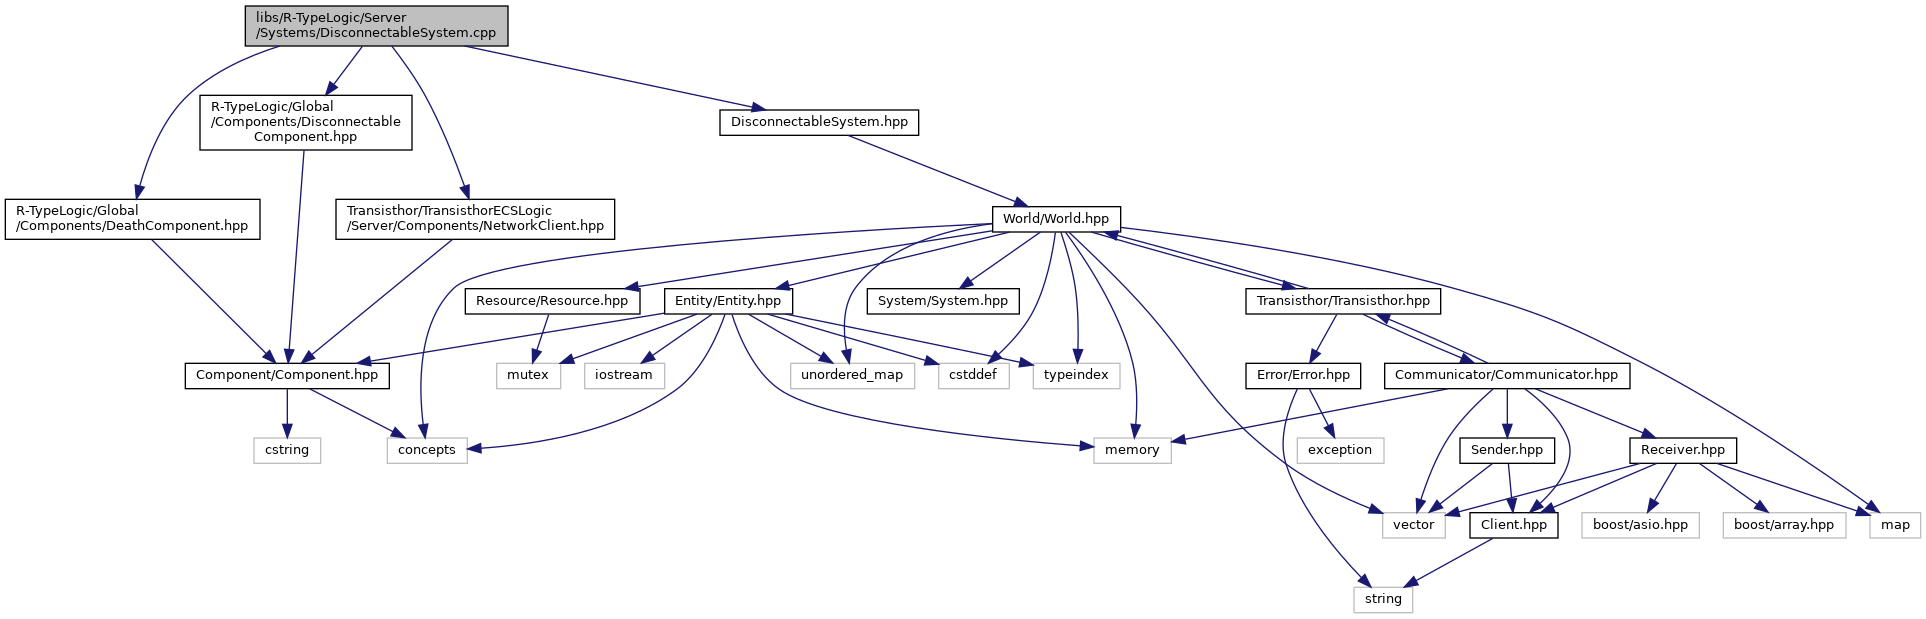 libs/R-TypeLogic/Server
/Systems/DisconnectableSystem.cpp
R-TypeLogic/Global
/Components/Disconnectable
Component.hpp
DisconnectableSystem.hpp
R-TypeLogic/Global
/Components/DeathComponent.hpp
Transisthor/TransisthorECSLogic
/Server/Components/NetworkClient.hpp
World/World.hpp
Resource/Resource.hpp
Entity/Entity.hpp
System/System.hpp
Transisthor/Transisthor.hpp
Component/Component.hpp
mutex
iostream
unordered_map
cstddef
typeindex
Error/Error.hpp
Communicator/Communicator.hpp
cstring
concepts
memory
exception
Sender.hpp
Receiver.hpp
vector
Client.hpp
boost/asio.hpp
boost/array.hpp
map
string